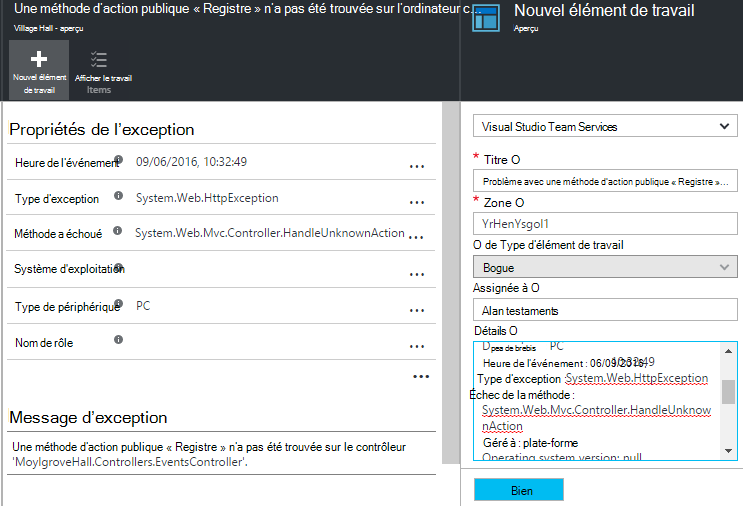 Une méthode d'action publique « Registre » n'a pas été trouvée sur l'ordinateur c...
Village Hall - aperçu
Nouvel élément
de travail
Afficher le travail
Items
Propriétés de l'exception
Heure de l'événement 09/06/2016, 10:32:49 ...
Type d'exception System.Web.HttpException ...
Méthode a échoué System.Web.Mvc.Controller.HandleUnknownAction ...
Système d'exploitation ...
Type de périphérique PC ...
Nom de rôle ...
...
Message d'exception
Une méthode d'action publique « Registre » n'a pas été trouvée sur le contrôleur
'MoylgroveHall.Controllers.EventsController'.
Nouvel élément de travail
Aperçu
Visual Studio Team Services
* Titre O
Problème avec une méthode d'action publique « Registre »...
* Zone O
YrHenYsgol1
O de Type d'élément de travail
Bogue
Assignée à O
Alan testaments
Détails O
Dpea de brebis PC
Heure de l'événement : 06/09/2016, 10:32:49
Type d'exception :System.Web.HttpException
Échec de la méthode :
System.Web.Mvc.Controller.HandleUnknow
nAction
Géré à : plate-forme
Operating system version: null
Bien